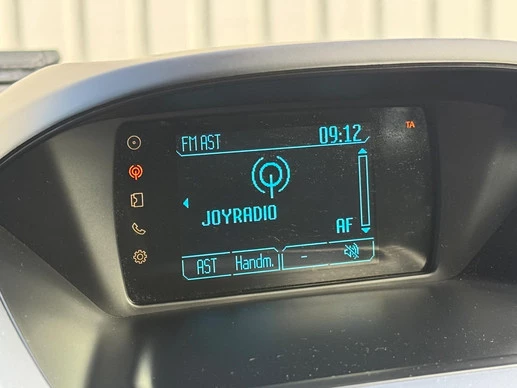 TA
FM AST 09:12
JOYRADIO
AF
AST Handm. -